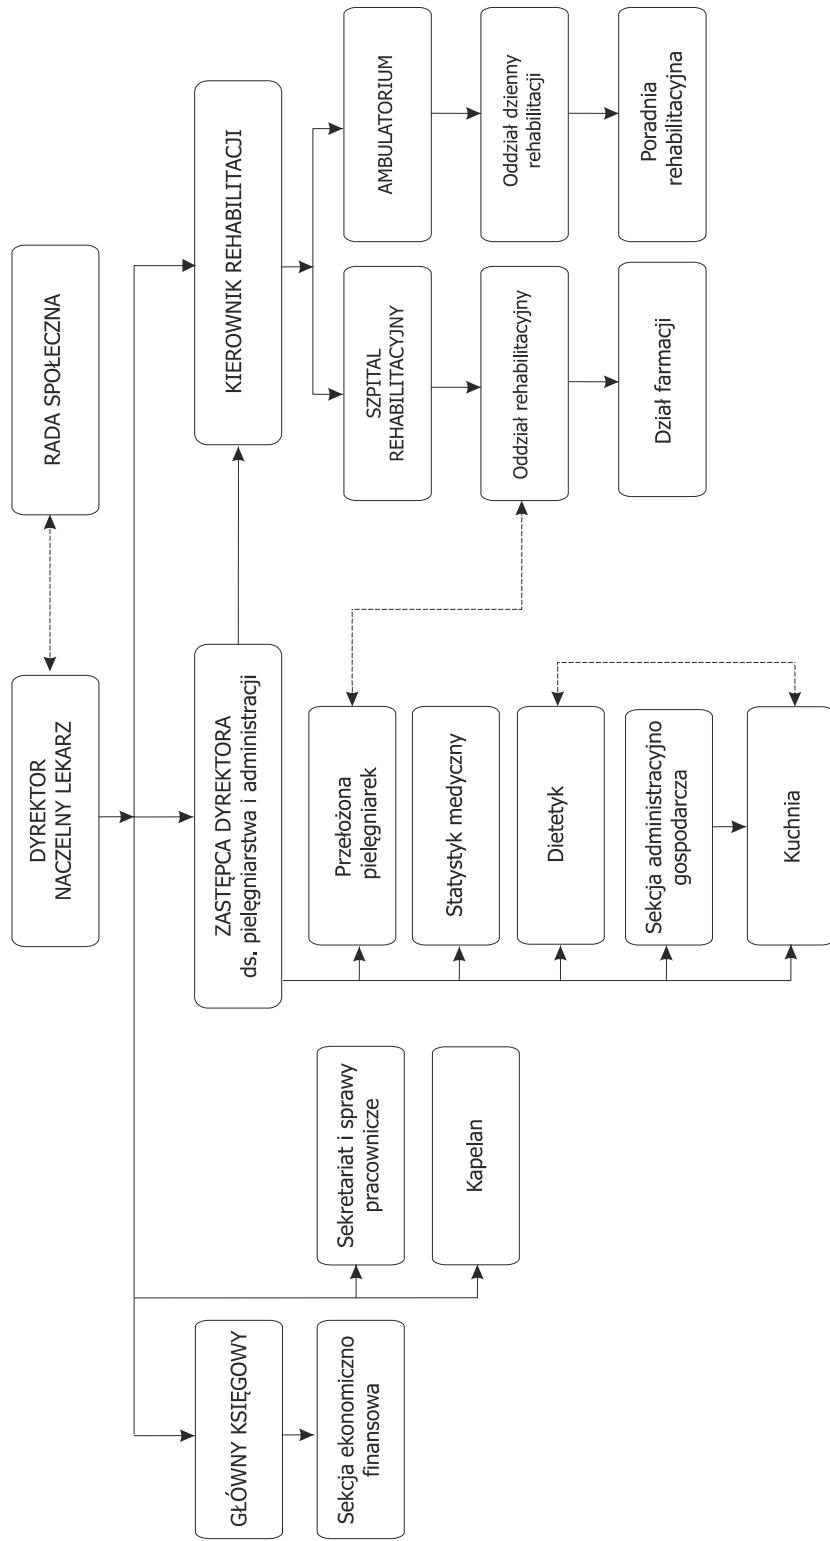 DYREKTOR
NACZELNY LEKARZ
RADA SPOŁECZNA
GŁÓWNY KSIĘGOWY
Sekcja ekonomiczno
finansowa
Sekretariat i sprawy
pracownicze
Kapelan
ZASTĘPCA DYREKTORA
ds. pielęgniarstwa i administracji
Przełożona
pielęgniarek
Statystyk medyczny
Dietetyk
Sekcja administracyjno
gospodarcza
Kuchnia
KIEROWNIK REHABILITACJI
SZPITAL
REHABILITACYJNY
Oddział rehabilitacyjny
Dział farmacji
AMBULATORIUM
Oddział dzienny
rehabilitacji
Poradnia
rehabilitacyjna